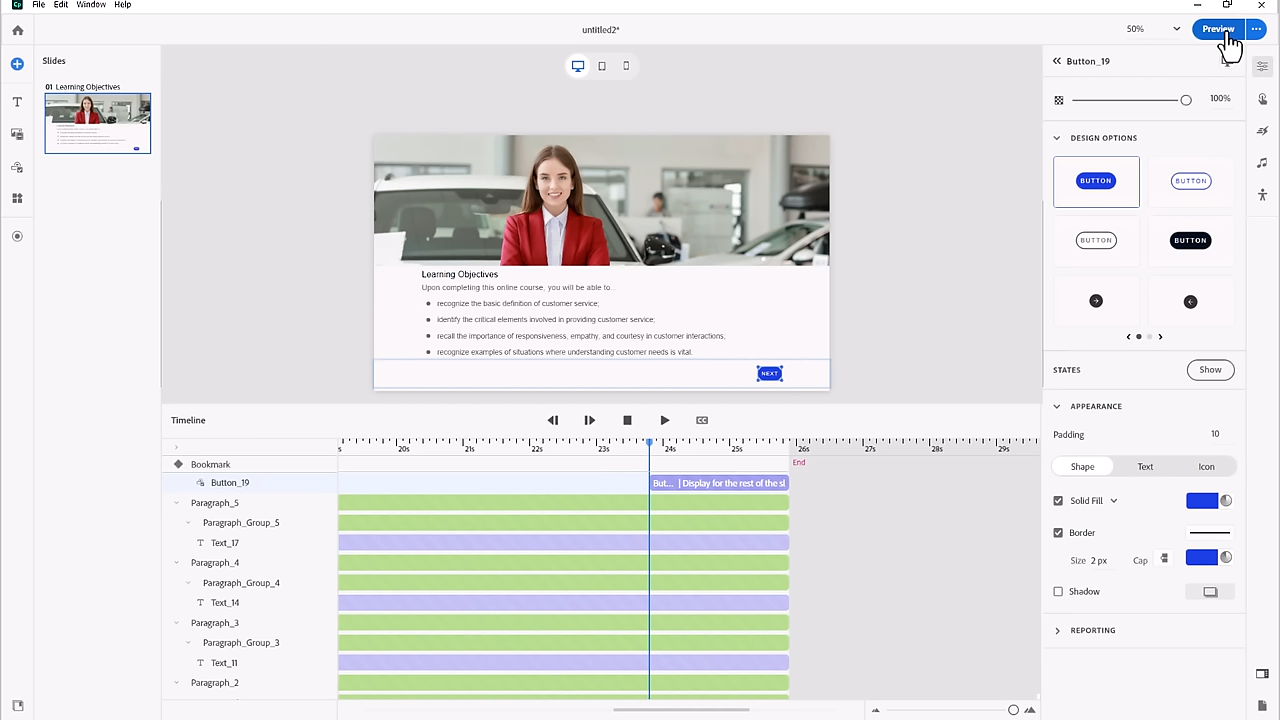 Cp File Edit Window Help
untitled2*
50%
Preview
Slides
01 Learning Objectives
Button_19
100%
DESIGN OPTIONS
BUTTON BUTTON
BUTTON BUTTON
Learning Objectives
Upon completing this online course, you will be able to...
recognize the basic definition of customer service;
identify the critical elements involved in providing customer service;
recall the importance of responsiveness, empathy, and courtesy in customer interactions;
recognize examples of situations where understanding customer needs is vital.
NEXT
STATES Show
APPEARANCE
Padding 10
Shape Text Icon
Solid Fill
Border
Size 2 px Cap
Shadow
REPORTING
Timeline
CC
s 20s 21s 22s 23s 24s 25s 26s 27s 28s 29s
End
Bookmark
Button_19
But... | Display for the rest of the sl
Paragraph_5
Paragraph_Group_5
Text_17
Paragraph_4
Paragraph_Group_4
Text_14
Paragraph_3
Paragraph_Group_3
Text_11
Paragraph_2